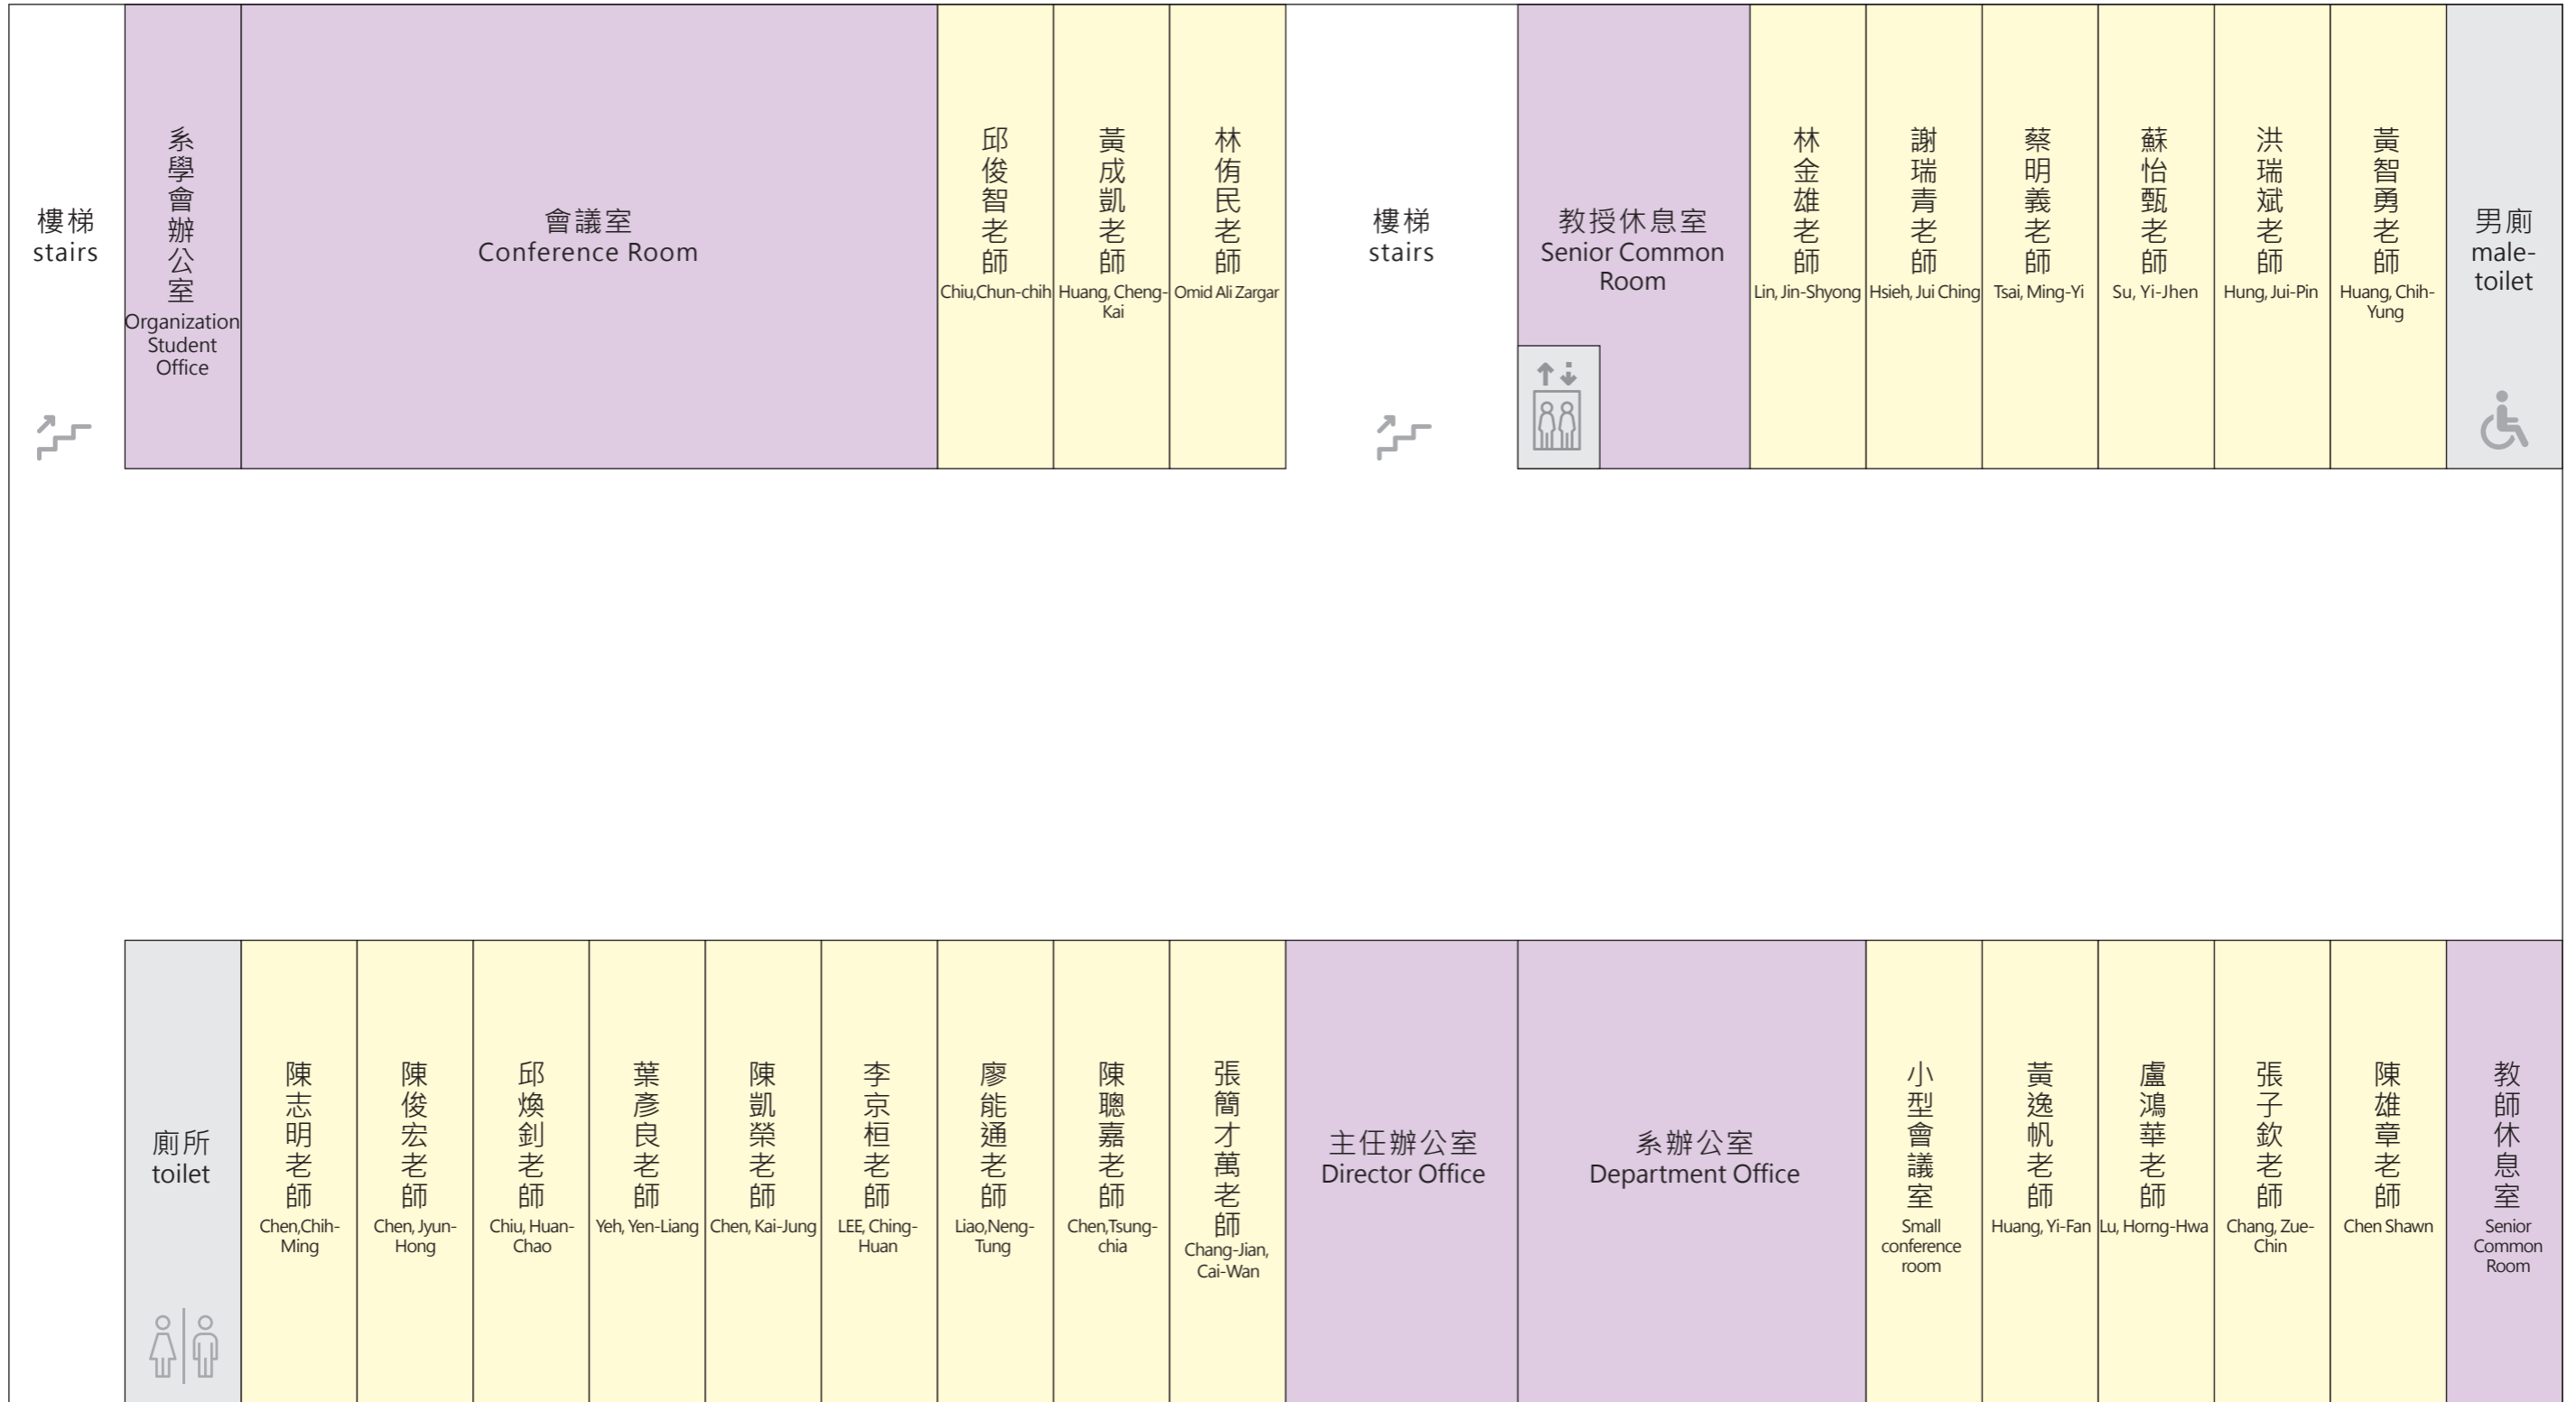 樓梯
stairs
系學會辦公室
Organization
Student
Office
會議室
Conference Room
邱俊智老師
Chiu,Chun-chih
黃成凱老師
Huang, Cheng-
Kai
林侑民老師
Omid Ali Zargar
樓梯
stairs
教授休息室
Senior Common
Room
林金雄老師
Lin, Jin-Shyong
謝瑞青老師
Hsieh, Jui Ching
蔡明義老師
Tsai, Ming-Yi
蘇怡甄老師
Su, Yi-Jhen
洪瑞斌老師
Hung, Jui-Pin
黃智勇老師
Huang, Chih-
Yung
男廁
male-
toilet
廁所
toilet
陳志明老師
Chen,Chih-
Ming
陳俊宏老師
Chen, Jyun-
Hong
邱煥釗老師
Chiu, Huan-
Chao
葉彥良老師
Yeh, Yen-Liang
陳凱榮老師
Chen, Kai-Jung
李京桓老師
LEE, Ching-
Huan
廖能通老師
Liao,Neng-
Tung
陳聰嘉老師
Chen,Tsung-
chia
張簡才萬老師
Chang-Jian,
Cai-Wan
主任辦公室
Director Office
系辦公室
Department Office
小型會議室
Small
conference
room
黃逸帆老師
Huang, Yi-Fan
盧鴻華老師
Lu, Horng-Hwa
張子欽老師
Chang, Zue-
Chin
陳雄章老師
Chen Shawn
教師休息室
Senior
Common
Room